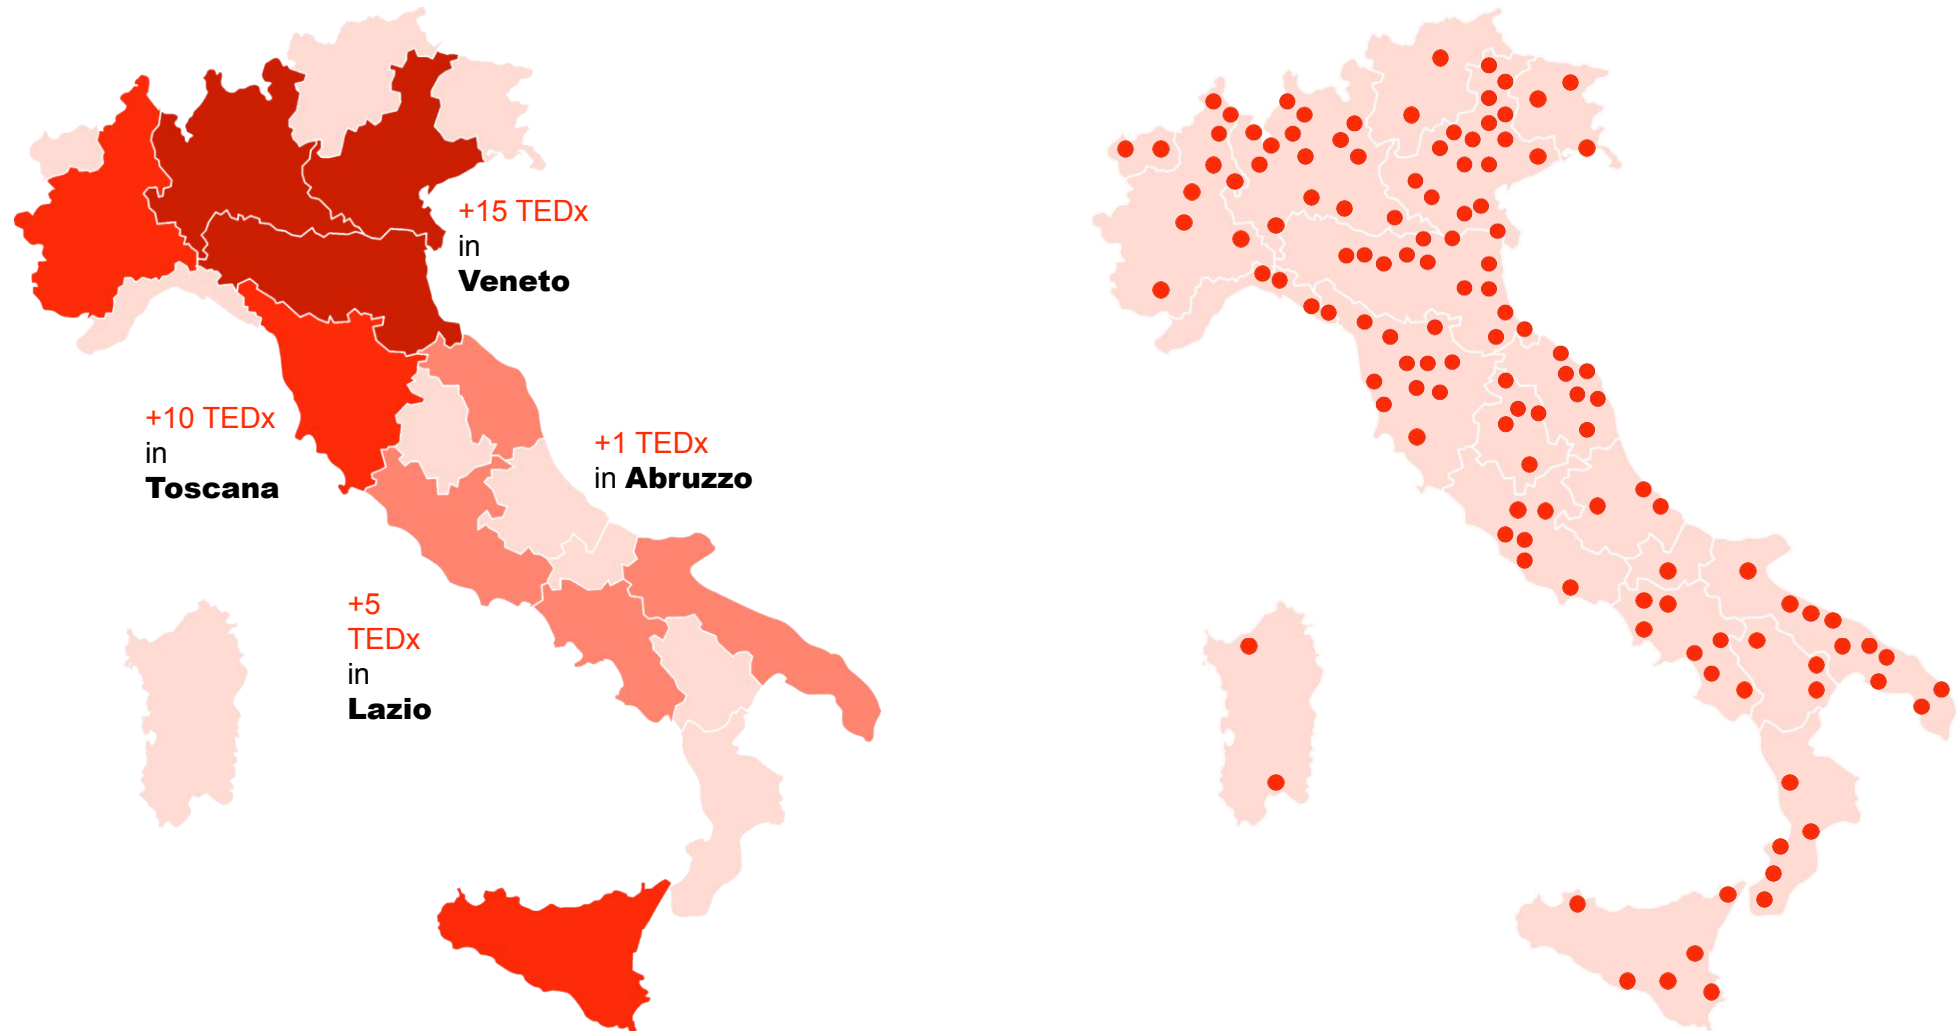 +15 TEDx
in
Veneto
+10 TEDx
in
Toscana
+1 TEDx
in Abruzzo
+5
TEDx
in
Lazio